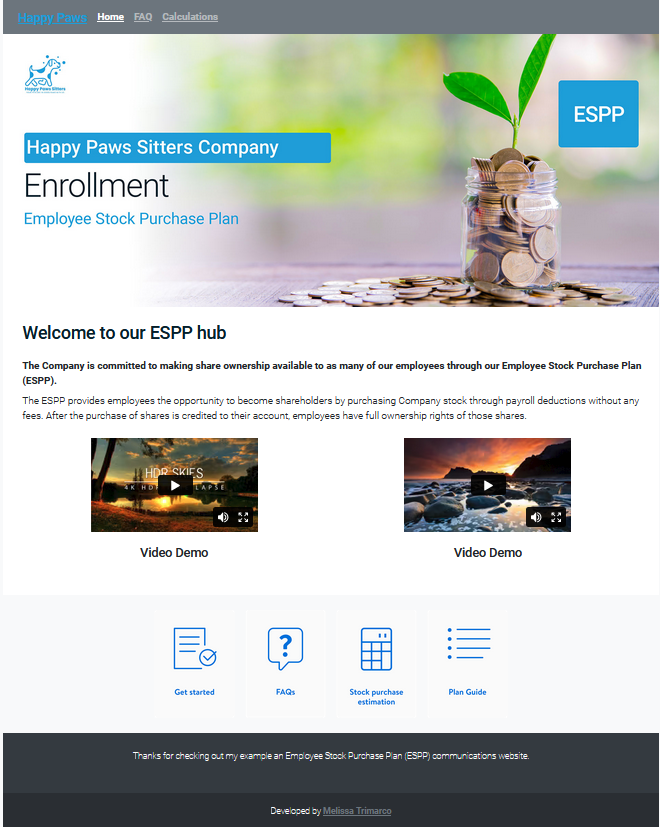 Happy Paws Home FAQ Calculations
Happy Paws Sitters
ESPP
Happy Paws Sitters Company
Enrollment
Employee Stock Purchase Plan
Welcome to our ESPP hub
The Company is committed to making share ownership available to as many of our employees through our Employee Stock Purchase Plan
(ESPP).
The ESPP provides employees the opportunity to become shareholders by purchasing Company stock through payroll deductions without any
fees. After the purchase of shares is credited to their account, employees have full ownership rights of those shares.
HDR SKIES
Video Demo Video Demo
Get started FAQs Stock purchase Plan Guide
estimation
Thanks for checking out my example an Employee Stock Purchase Plan (ESPP) communications website.
Developed by Melissa Trimarco